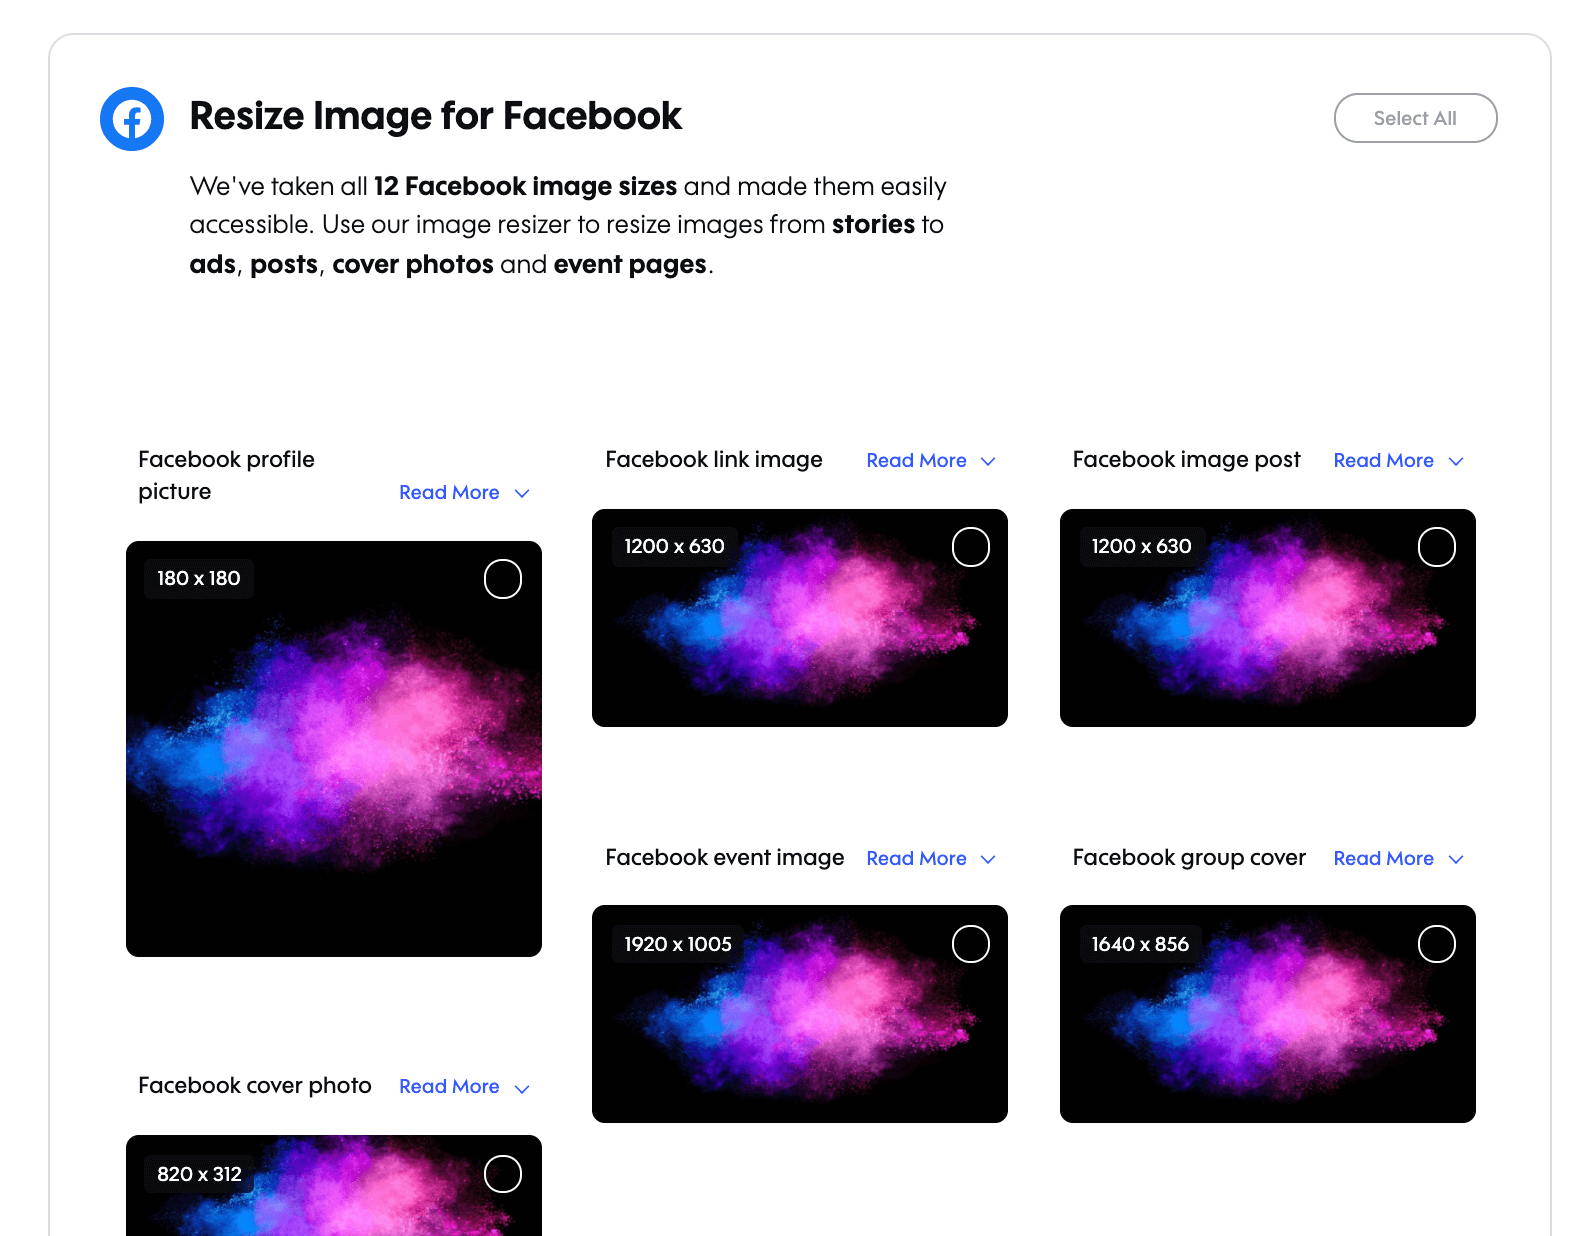 Resize Image for Facebook
Select All
We've taken all 12 Facebook image sizes and made them easily
accessible. Use our image resizer to resize images from stories to
ads, posts, cover photos and event pages.
Facebook profile
picture
Read More
180 x 180
Facebook link image
Read More
1200 x 630
Facebook image post
Read More
1200 x 630
Facebook event image
Read More
1920 x 1005
Facebook group cover
Read More
1640 x 856
Facebook cover photo
Read More
820 x 312